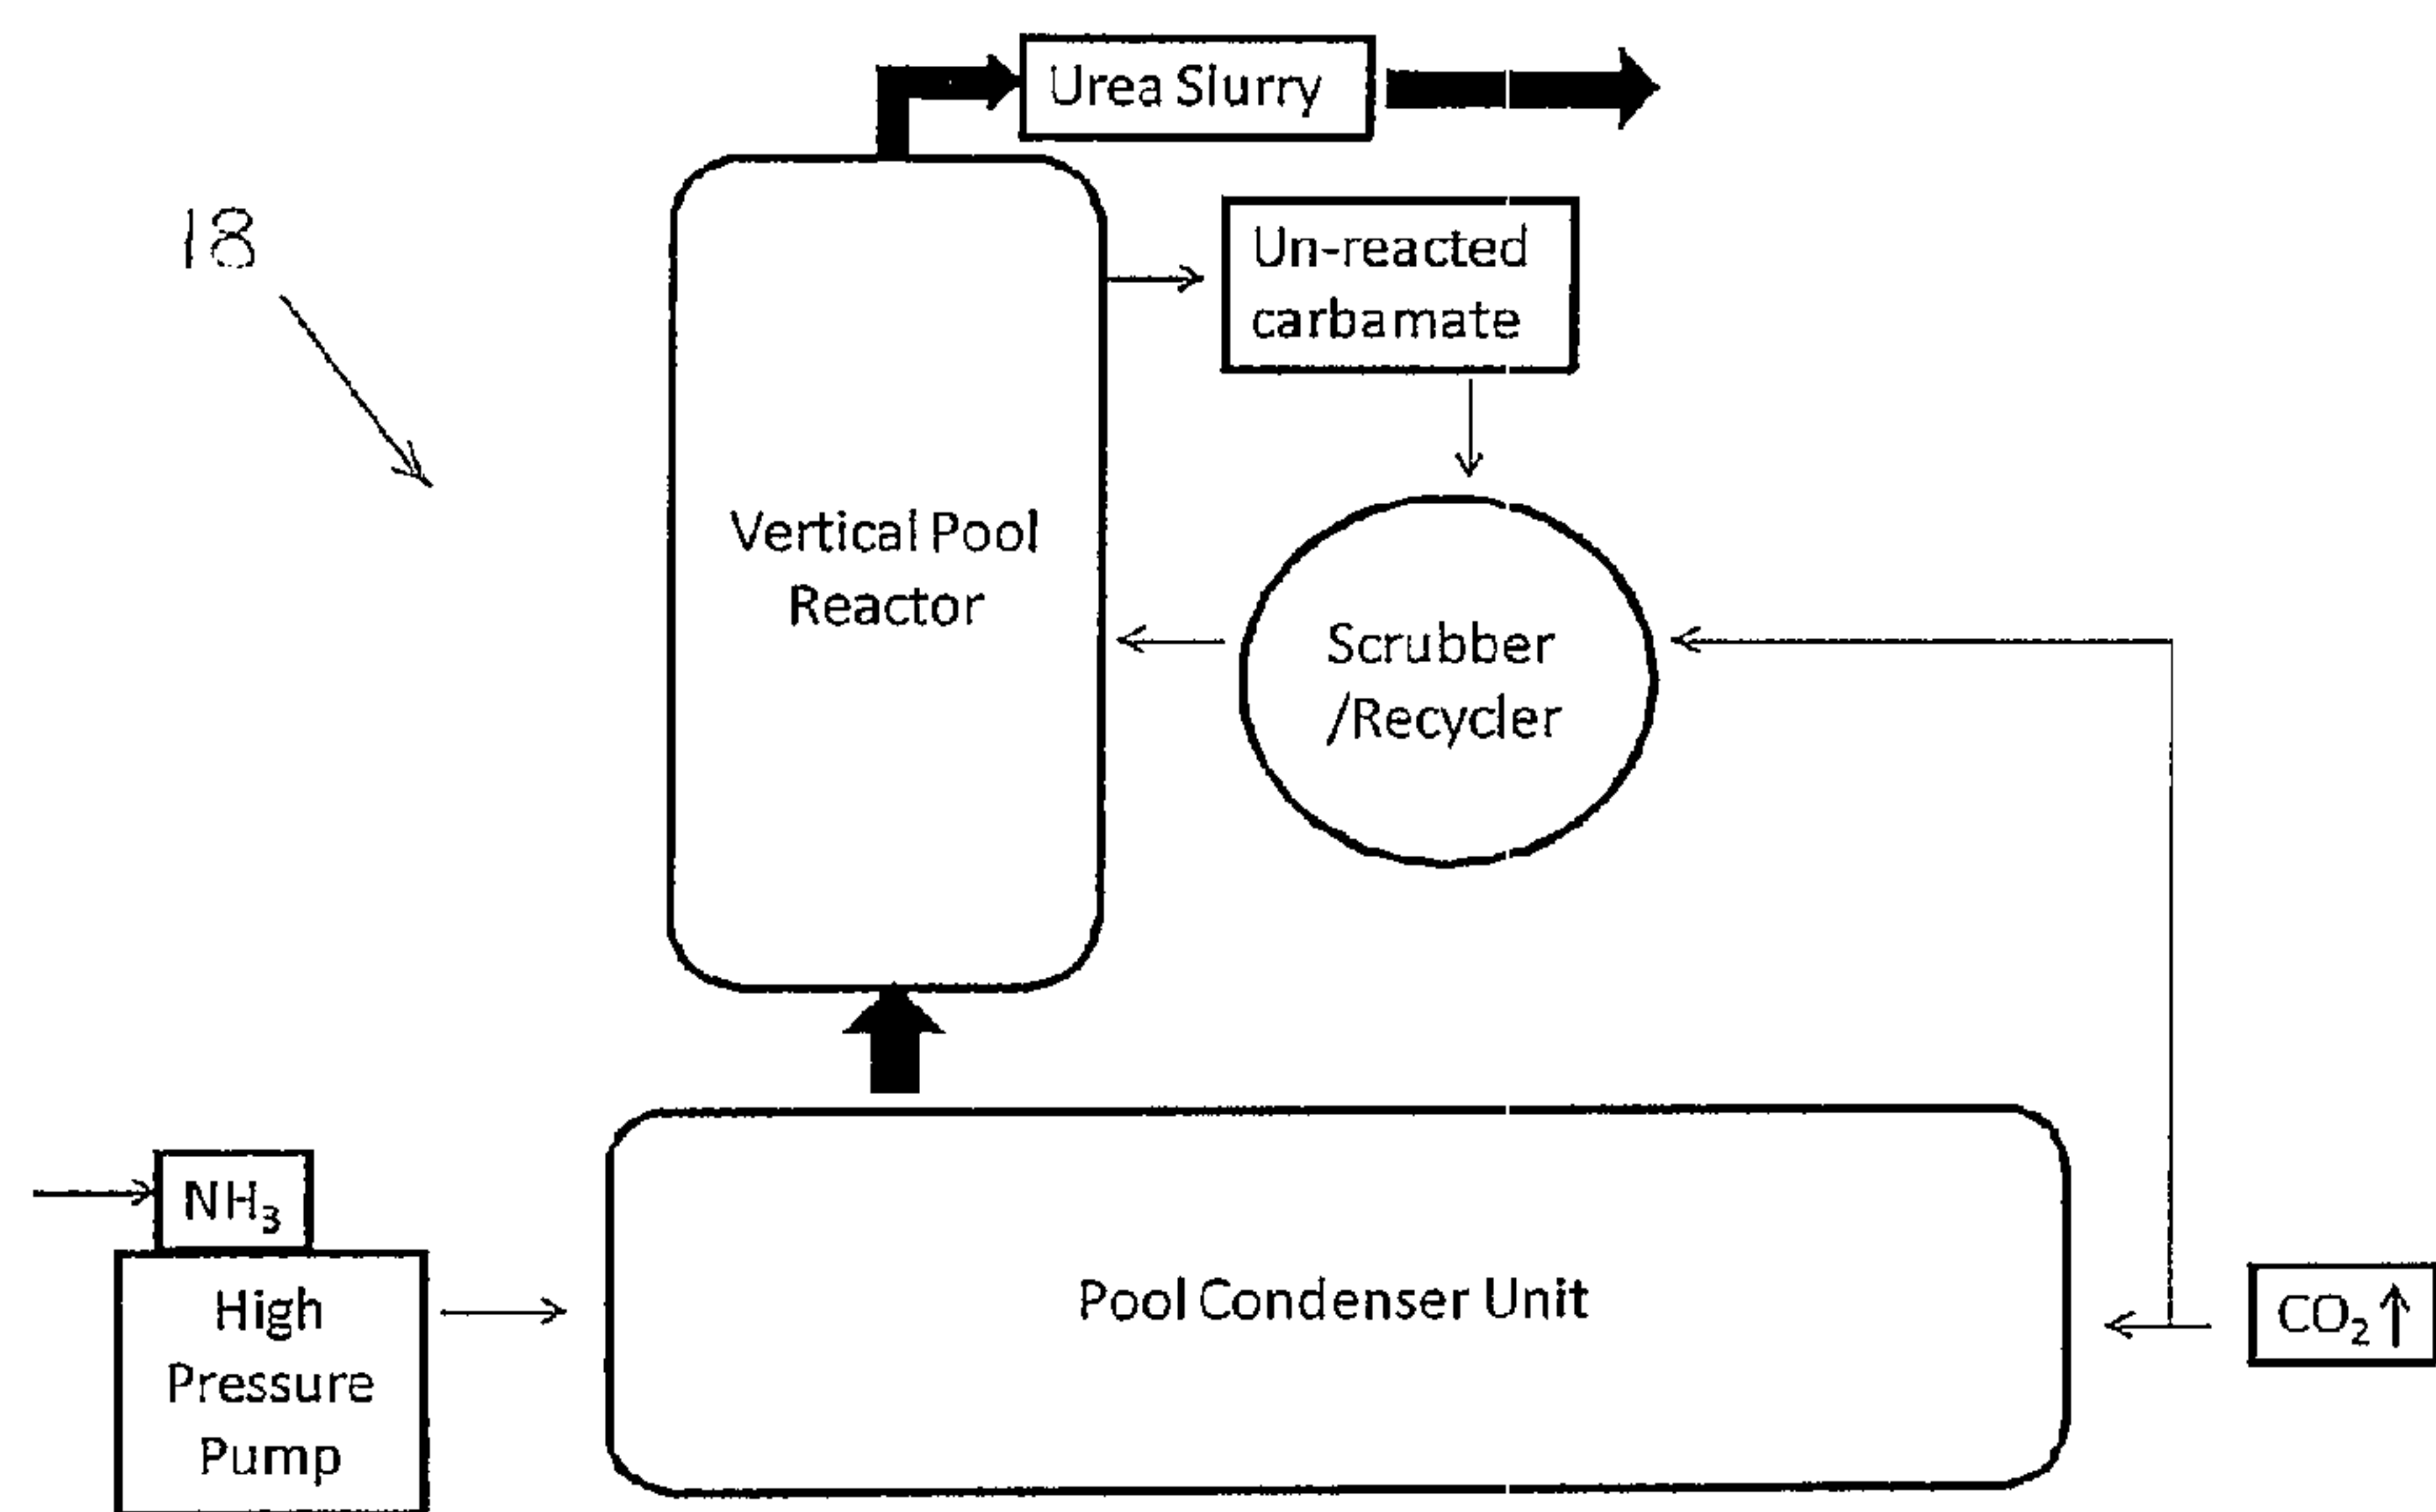 Urea Slurry
18
Un-reacted
carbamate
Vertical Pool
Reactor
Scrubber
/Recycler
NH₃
High
Pressure
Pump
Pool Condenser Unit
CO₂↑